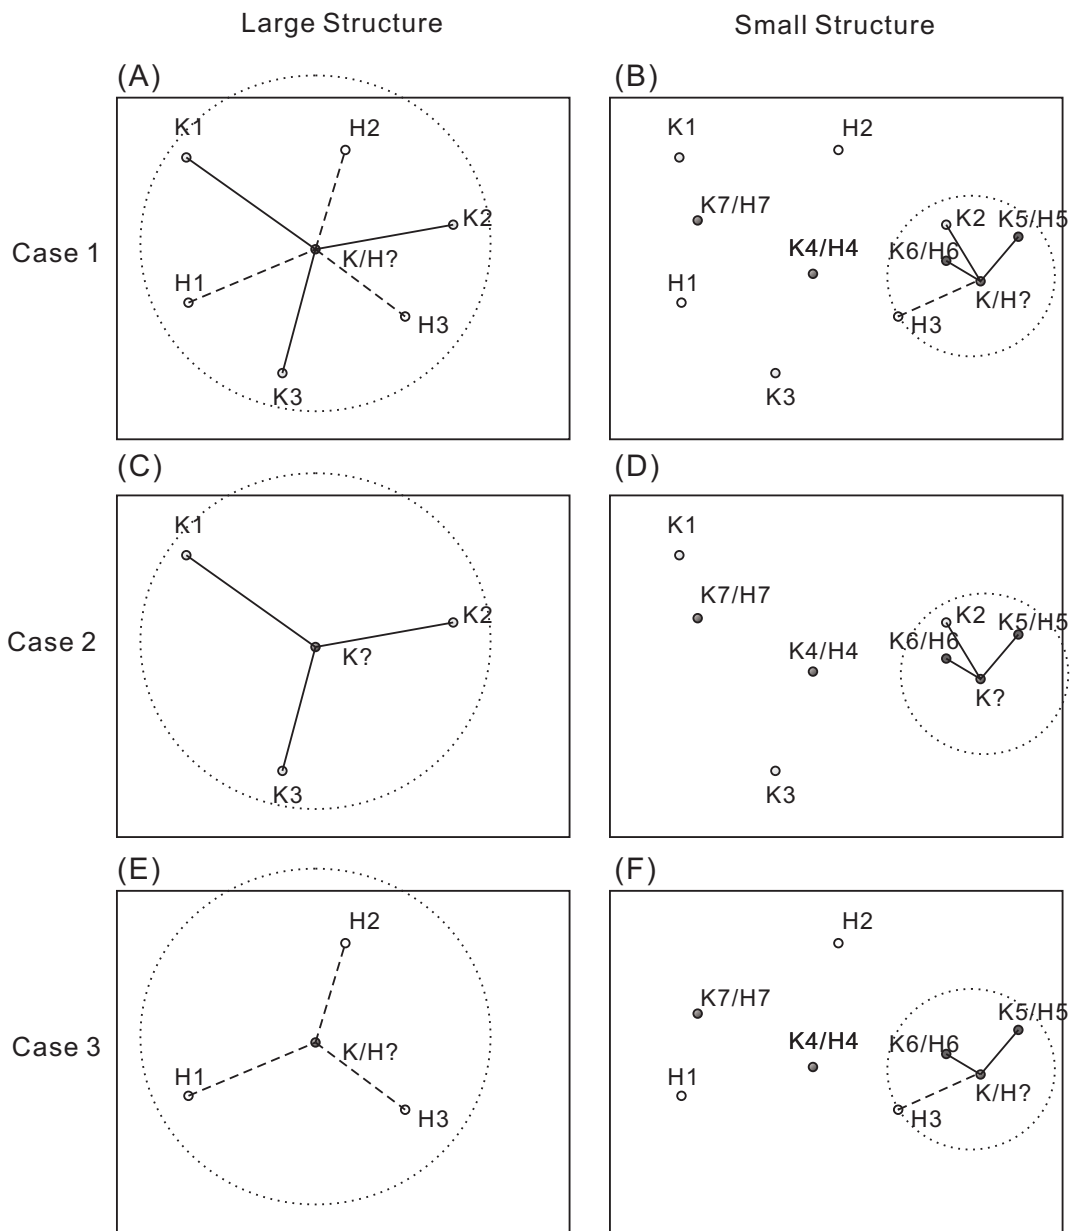 Large Structure
Small Structure
Case 1
(A)
K1
H2
K2
K/H?
H1
H3
K3
(B)
K1
H2
K7/H7
K2
K5/H5
K6/H6
K4/H4
H1
K/H?
H3
K3
Case 2
(C)
K1
K2
K?
K3
(D)
K1
K7/H7
K2
K5/H5
K6/H6
K4/H4
K?
K3
Case 3
(E)
H2
K/H?
H1
H3
(F)
H2
K7/H7
K5/H5
K6/H6
K4/H4
H1
K/H?
H3